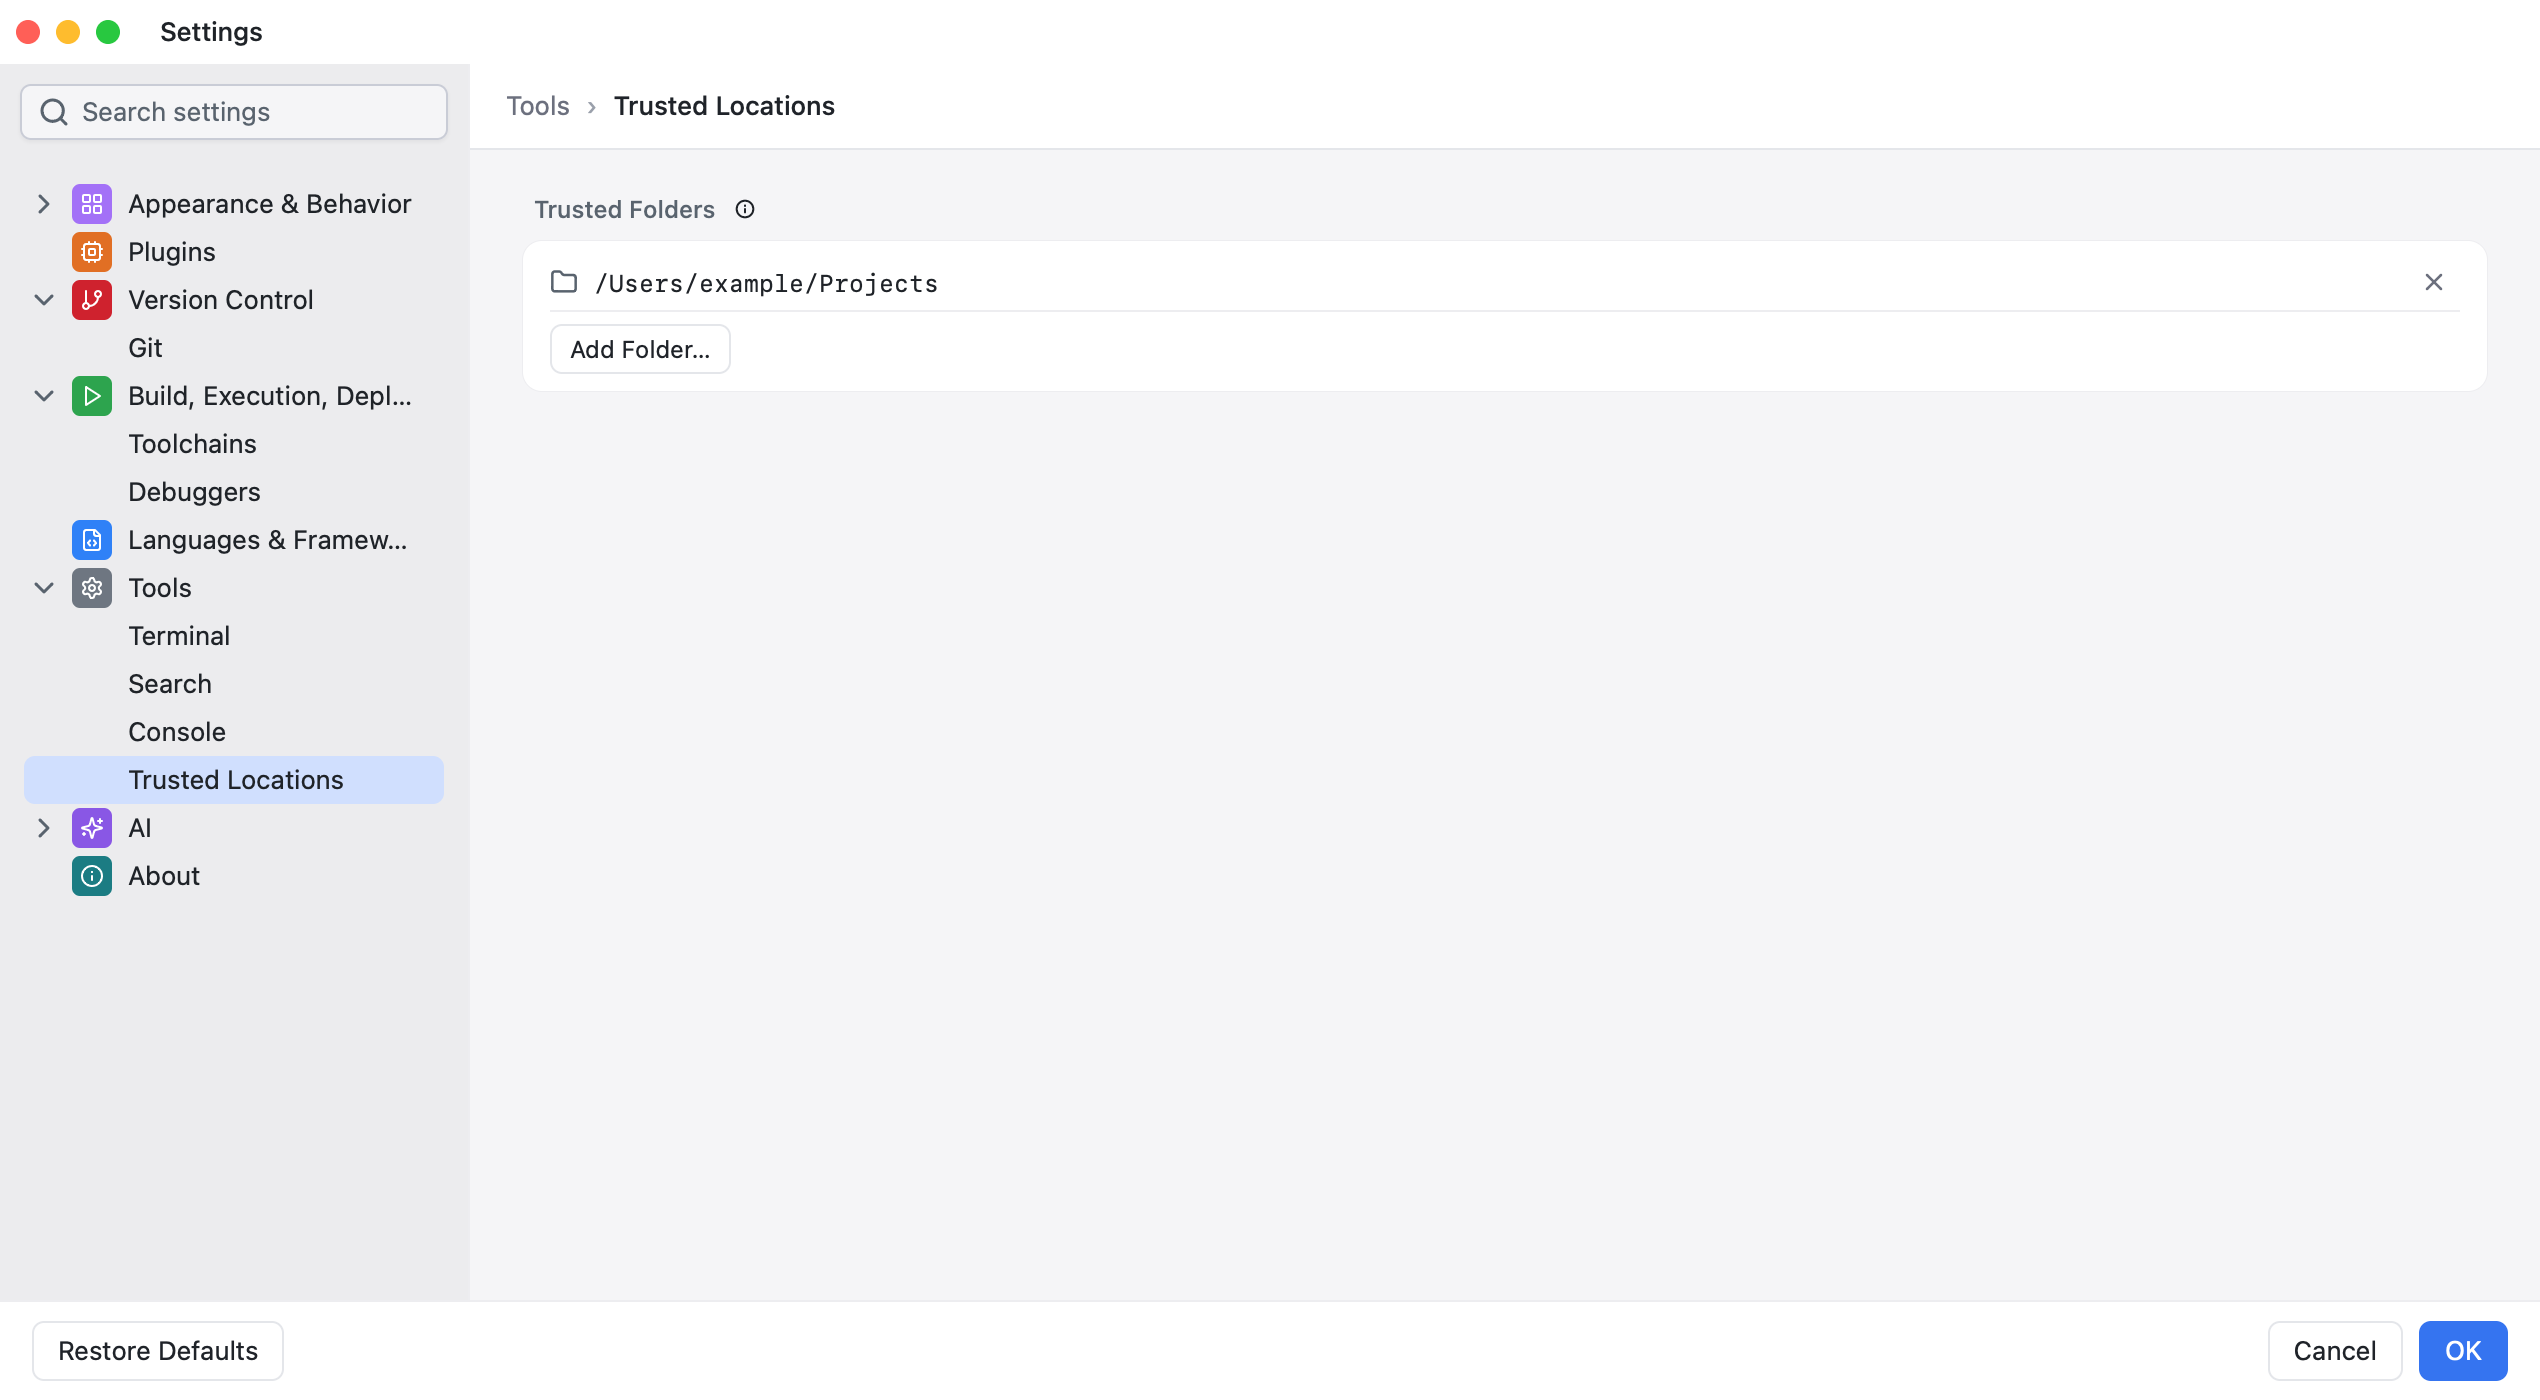 Settings
Search settings
Appearance & Behavior
Plugins
Version Control
Git
Build, Execution, Depl...
Toolchains
Debuggers
Languages & Framew...
Tools
Terminal
Search
Console
Trusted Locations
AI
About
Tools › Trusted Locations
Trusted Folders
/Users/example/Projects
Add Folder...
Restore Defaults
Cancel
OK